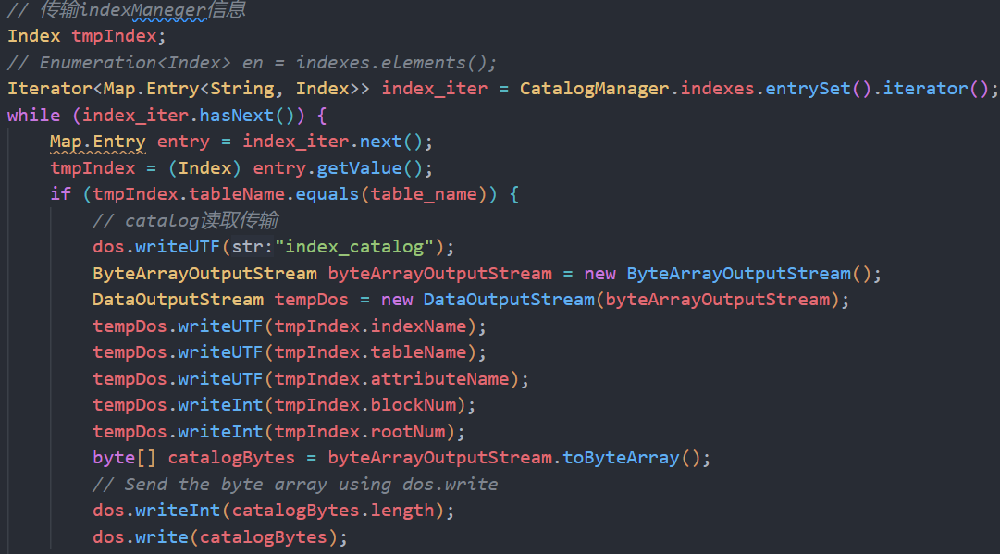 // 传输indexManeger信息
Index tmpIndex;
// Enumeration<Index> en = indexes.elements();
Iterator<Map.Entry<String, Index>> index_iter = CatalogManager.indexes.entrySet().iterator();
while (index_iter.hasNext()) {
    Map.Entry entry = index_iter.next();
    tmpIndex = (Index) entry.getValue();
    if (tmpIndex.tableName.equals(table_name)) {
        // catalog读取传输
        dos.writeUTF(str:"index_catalog");
        ByteArrayOutputStream byteArrayOutputStream = new ByteArrayOutputStream();
        DataOutputStream tempDos = new DataOutputStream(byteArrayOutputStream);
        tempDos.writeUTF(tmpIndex.indexName);
        tempDos.writeUTF(tmpIndex.tableName);
        tempDos.writeUTF(tmpIndex.attributeName);
        tempDos.writeInt(tmpIndex.blockNum);
        tempDos.writeInt(tmpIndex.rootNum);
        byte[] catalogBytes = byteArrayOutputStream.toByteArray();
        // Send the byte array using dos.write
        dos.writeInt(catalogBytes.length);
        dos.write(catalogBytes);